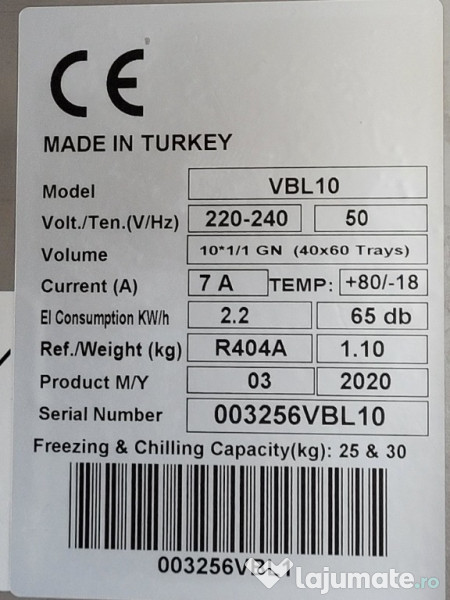 CE
MADE IN TURKEY
Model VBL10
Volt./Ten.(V/Hz) 220-240 50
Volume 10*1/1 GN (40x60 Trays)
Current (A) 7 A TEMP: +80/-18
El Consumption KW/h 2.2 65 db
Ref./Weight (kg) R404A 1.10
Product M/Y 03 2020
Serial Number 003256VBL10
Freezing & Chilling Capacity(kg): 25 & 30
003256VBL1
lajumate.ro